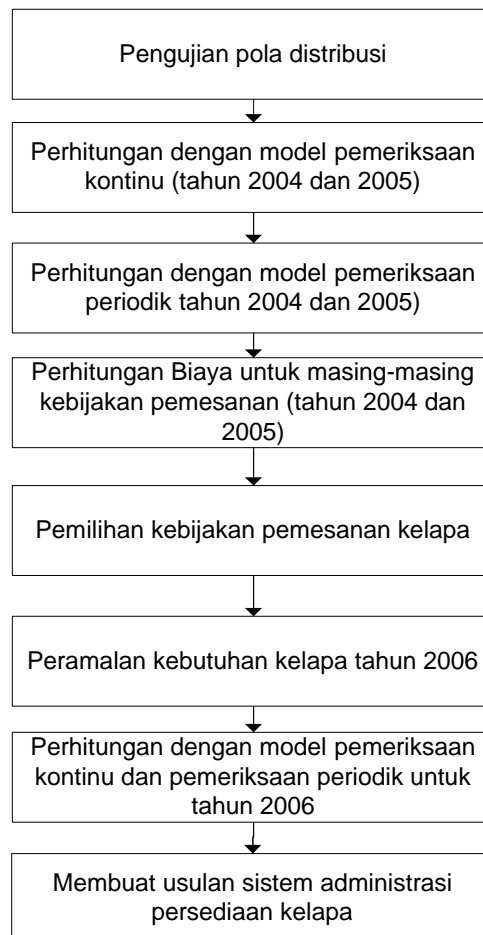 Pengujian pola distribusi
Perhitungan dengan model pemeriksaan
kontinu (tahun 2004 dan 2005)
Perhitungan dengan model pemeriksaan
periodik tahun 2004 dan 2005)
Perhitungan Biaya untuk masing-masing
kebijakan pemesanan (tahun 2004 dan
2005)
Pemilihan kebijakan pemesanan kelapa
Peramalan kebutuhan kelapa tahun 2006
Perhitungan dengan model pemeriksaan
kontinu dan pemeriksaan periodik untuk
tahun 2006
Membuat usulan sistem administrasi
persediaan kelapa